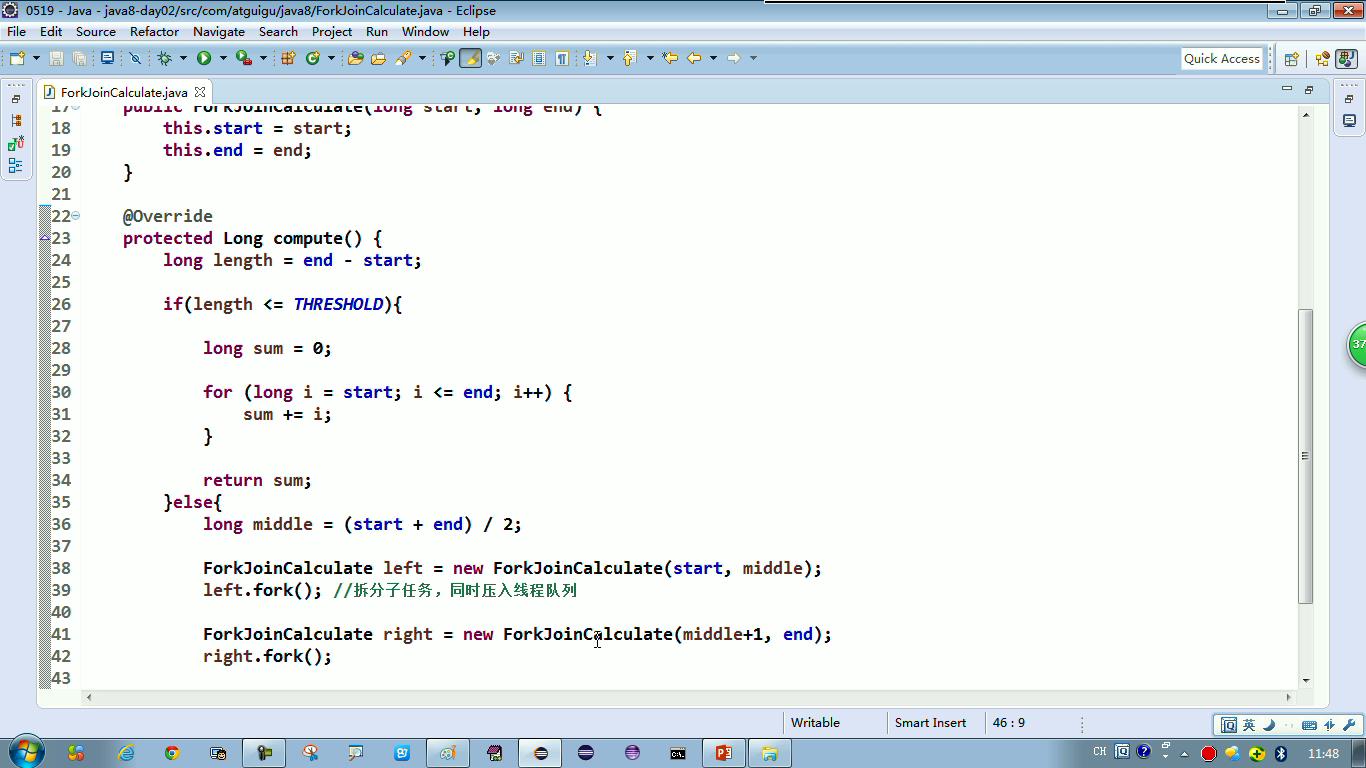 0519 - Java - java8-day02/src/com/atguigu/java8/ForkJoinCalculate.java - Eclipse
File Edit Source Refactor Navigate Search Project Run Window Help
Quick Access
ForkJoinCalculate.java
17 public ForkJoinCalculate(long start, long end) {
18 this.start = start;
19 this.end = end;
20 }
21
22 @Override
23 protected Long compute() {
24 long length = end - start;
25
26 if(length <= THRESHOLD){
27
28 long sum = 0;
29
30 for (long i = start; i <= end; i++) {
31 sum += i;
32 }
33
34 return sum;
35 }else{
36 long middle = (start + end) / 2;
37
38 ForkJoinCalculate left = new ForkJoinCalculate(start, middle);
39 left.fork(); //拆分子任务，同时压入线程队列
40
41 ForkJoinCalculate right = new ForkJoinCalculate(middle+1, end);
42 right.fork();
43
37
Writable Smart Insert 46 : 9
英
CH 11:48